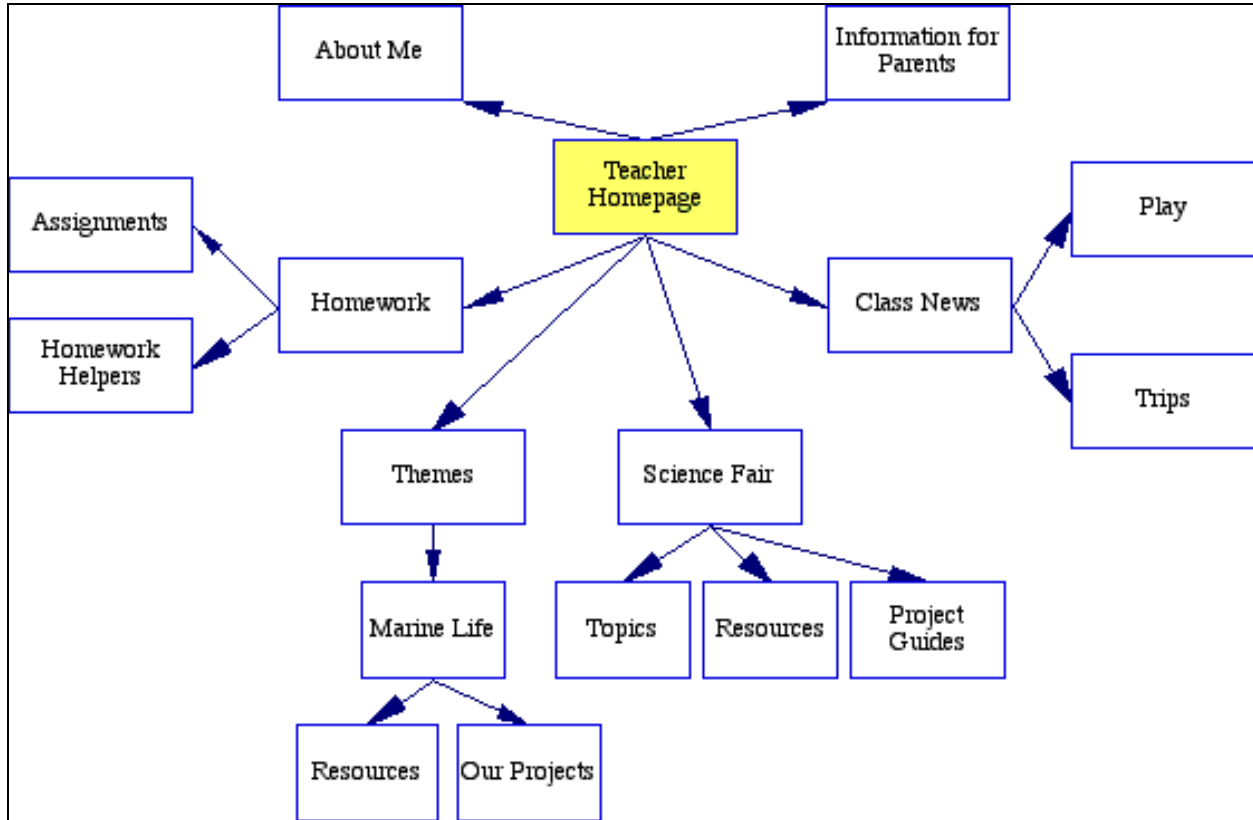 About Me
Information for
Parents
Teacher
Homepage
Assignments
Play
Homework
Class News
Homework
Helpers
Trips
Themes
Science Fair
Marine Life
Topics
Resources
Project
Guides
Resources
Our Projects